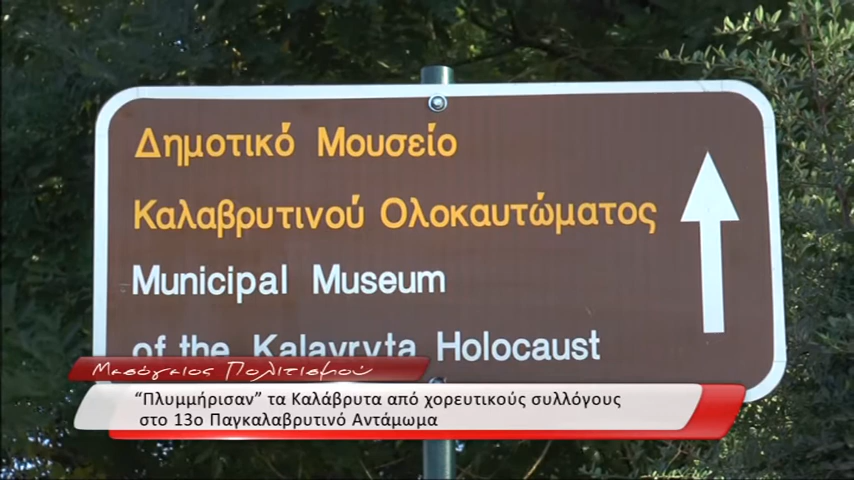 Δημοτικό Μουσείο
Καλαβρυτινού Ολοκαυτώματος
Municipal Museum
of the Kalavryta Holocaust
Μεσόγειος Πολιτισμού
“Πλυμμήρισαν” τα Καλάβρυτα από χορευτικούς συλλόγους
στο 13ο Παγκαλαβρυτινό Αντάμωμα